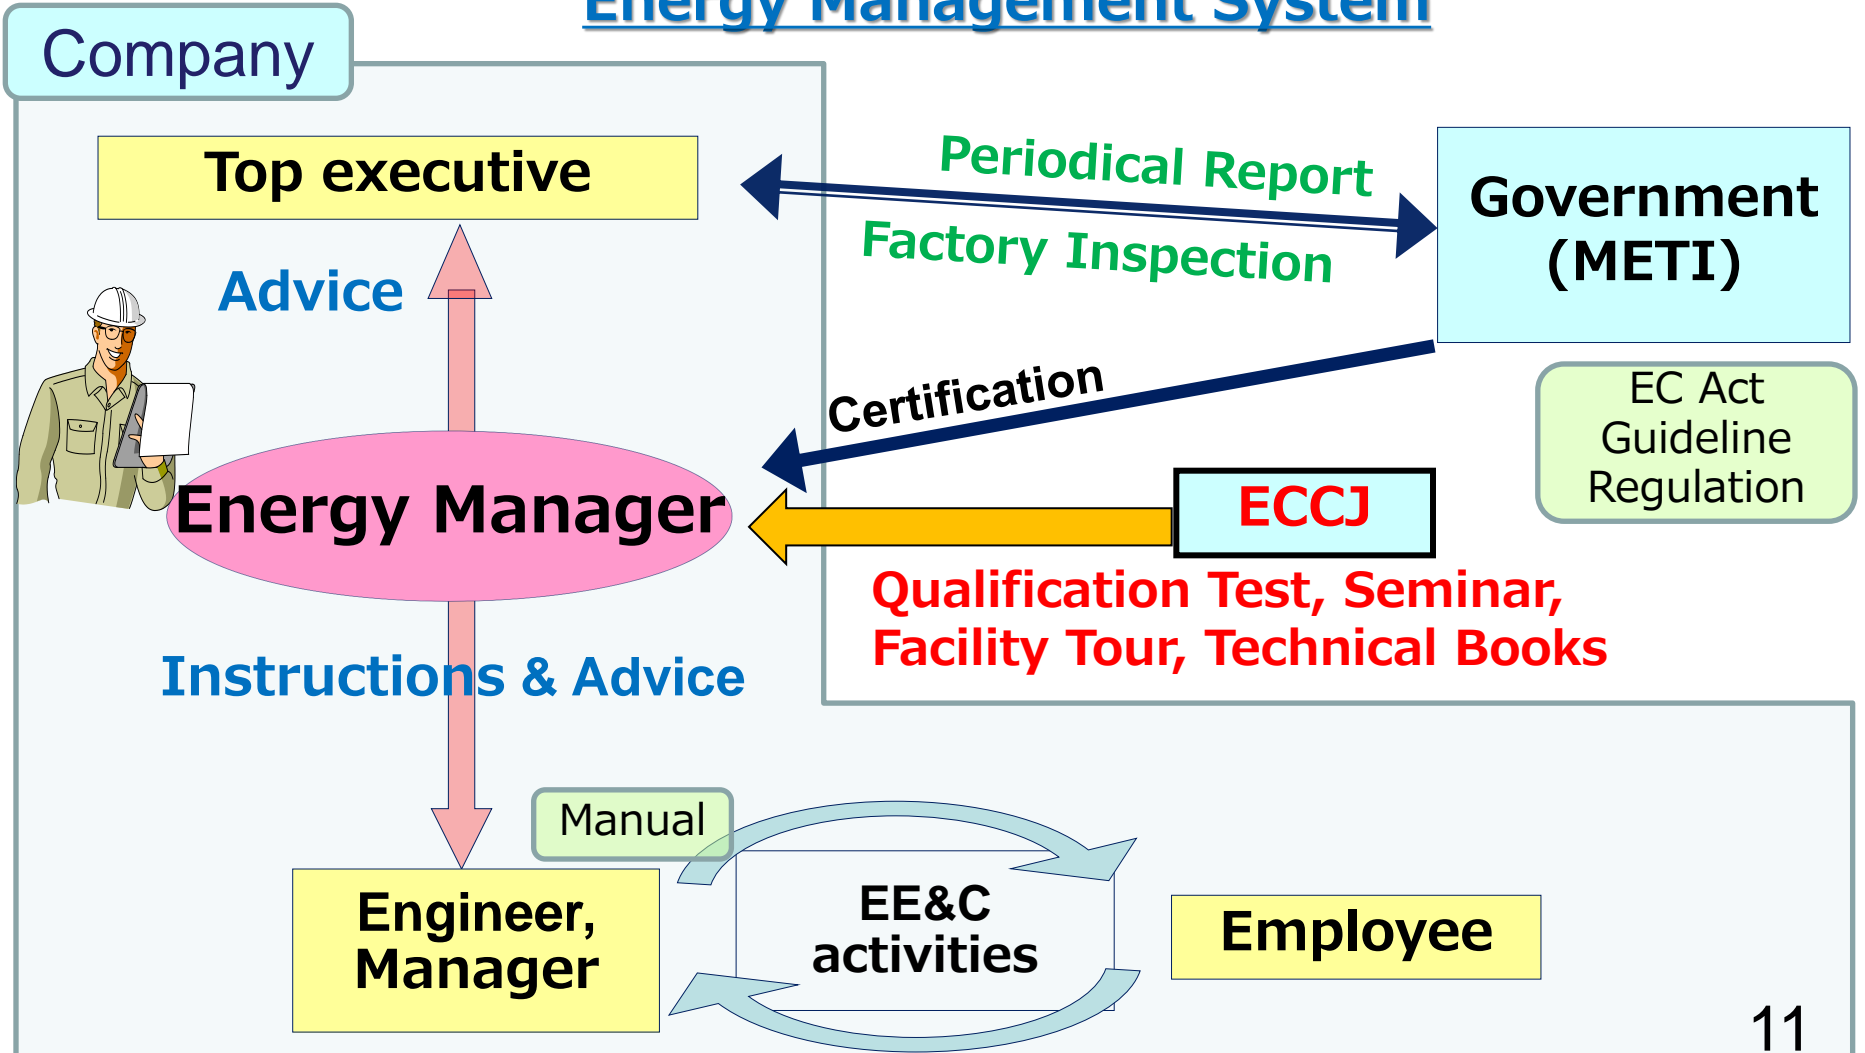 Energy Management System
Company
Top executive
Periodical Report
Factory Inspection
Government
(METI)
Advice
Certification
EC Act
Guideline
Regulation
Energy Manager
ECCJ
Qualification Test, Seminar,
Facility Tour, Technical Books
Instructions & Advice
Manual
Engineer,
Manager
EE&C
activities
Employee
11